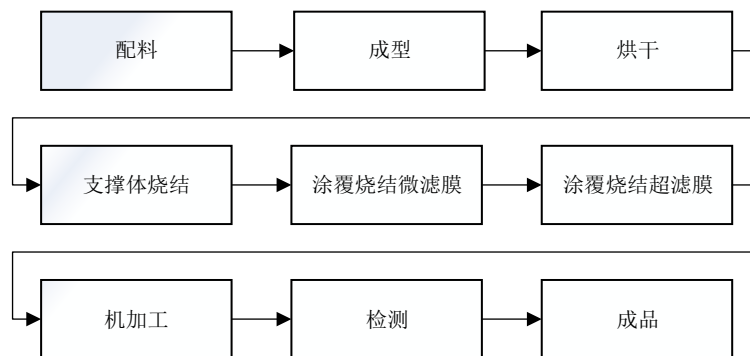 配料
成型
烘干
支撑体烧结
涂覆烧结微滤膜
涂覆烧结超滤膜
机加工
检测
成品